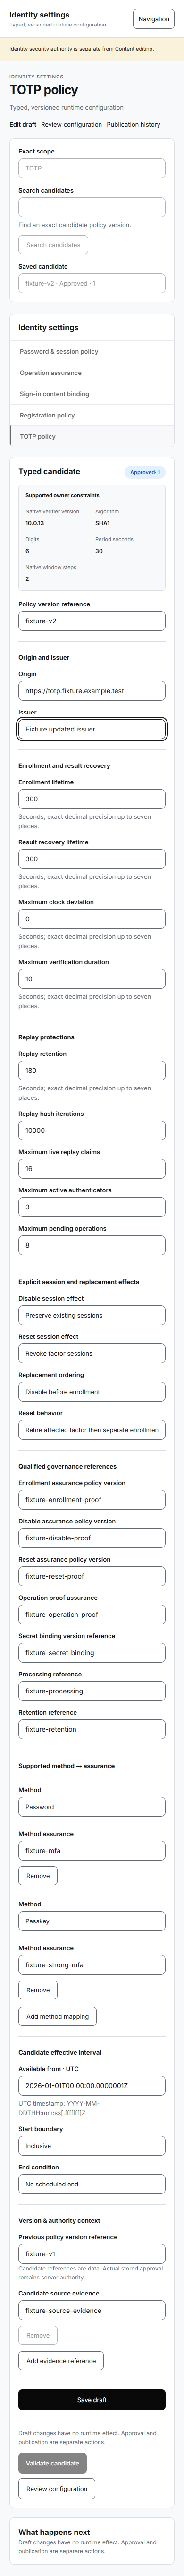 Identity settings
Typed, versioned runtime configuration
Navigation
Identity security authority is separate from Content editing.
IDENTITY SETTINGS
TOTP policy
Typed, versioned runtime configuration
Edit draft Review configuration Publication history
Exact scope
TOTP
Search candidates
Find an exact candidate policy version.
Search candidates
Saved candidate
fixture-v2 · Approved · 1
Identity settings
Password & session policy
Operation assurance
Sign-in content binding
Registration policy
TOTP policy
Typed candidate
Approved· 1
Supported owner constraints
Native verifier version Algorithm
10.0.13 SHA1
Digits Period seconds
6 30
Native window steps
2
Policy version reference
fixture-v2
Origin and issuer
Origin
https://totp.fixture.example.test
Issuer
Fixture updated issuer
Enrollment and result recovery
Enrollment lifetime
300
Seconds; exact decimal precision up to seven
places.
Result recovery lifetime
300
Seconds; exact decimal precision up to seven
places.
Maximum clock deviation
0
Seconds; exact decimal precision up to seven
places.
Maximum verification duration
10
Seconds; exact decimal precision up to seven
places.
Replay protections
Replay retention
180
Seconds; exact decimal precision up to seven
places.
Replay hash iterations
10000
Maximum live replay claims
16
Maximum active authenticators
3
Maximum pending operations
8
Explicit session and replacement effects
Disable session effect
Preserve existing sessions
Reset session effect
Revoke factor sessions
Replacement ordering
Disable before enrollment
Reset behavior
Retire affected factor then separate enrollmen
Qualified governance references
Enrollment assurance policy version
fixture-enrollment-proof
Disable assurance policy version
fixture-disable-proof
Reset assurance policy version
fixture-reset-proof
Operation proof assurance
fixture-operation-proof
Secret binding version reference
fixture-secret-binding
Processing reference
fixture-processing
Retention reference
fixture-retention
Supported method → assurance
Method
Password
Method assurance
fixture-mfa
Remove
Method
Passkey
Method assurance
fixture-strong-mfa
Remove
Add method mapping
Candidate effective interval
Available from · UTC
2026-01-01T00:00:00.0000001Z
UTC timestamp: YYYY-MM-
DDTHH:mm:ss[.fffffff]Z
Start boundary
Inclusive
End condition
No scheduled end
Version & authority context
Previous policy version reference
fixture-v1
Candidate references are data. Actual stored approval
remains server authority.
Candidate source evidence
fixture-source-evidence
Remove
Add evidence reference
Save draft
Draft changes have no runtime effect. Approval and
publication are separate actions.
Validate candidate
Review configuration
What happens next
Draft changes have no runtime effect. Approval and
publication are separate actions.